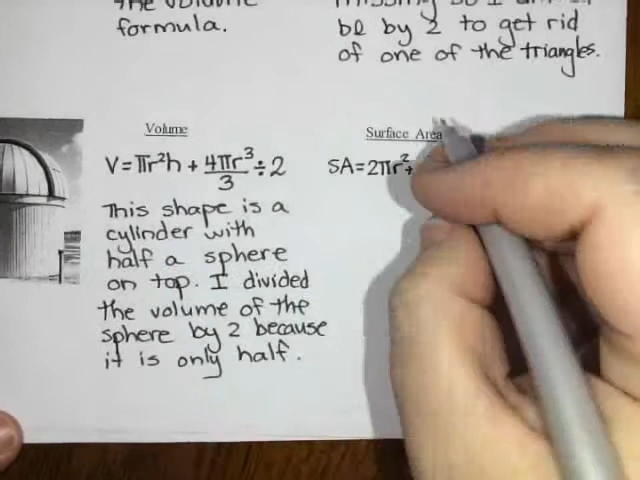 the volume
formula.
be by 2 to get rid
of one of the triangles.
Volume
V=πr²h + 4πr³/3 ÷ 2
This shape is a
cylinder with
half a sphere
on top. I divided
the volume of the
sphere by 2 because
it is only half.
Surface Area
SA=2πr²+